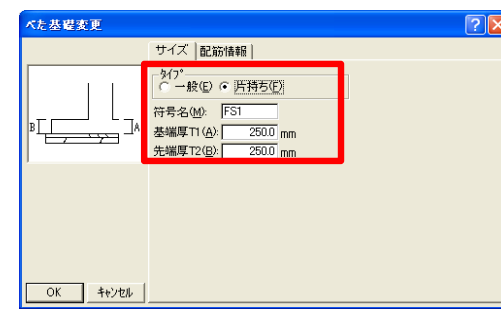 べた基礎変更
サイズ 配筋情報
タイプ
一般(E) 片持ち(F)
符号名(M): FS1
基端厚T1(A): 250.0 mm
先端厚T2(B): 250.0 mm
B A
OK キャンセル